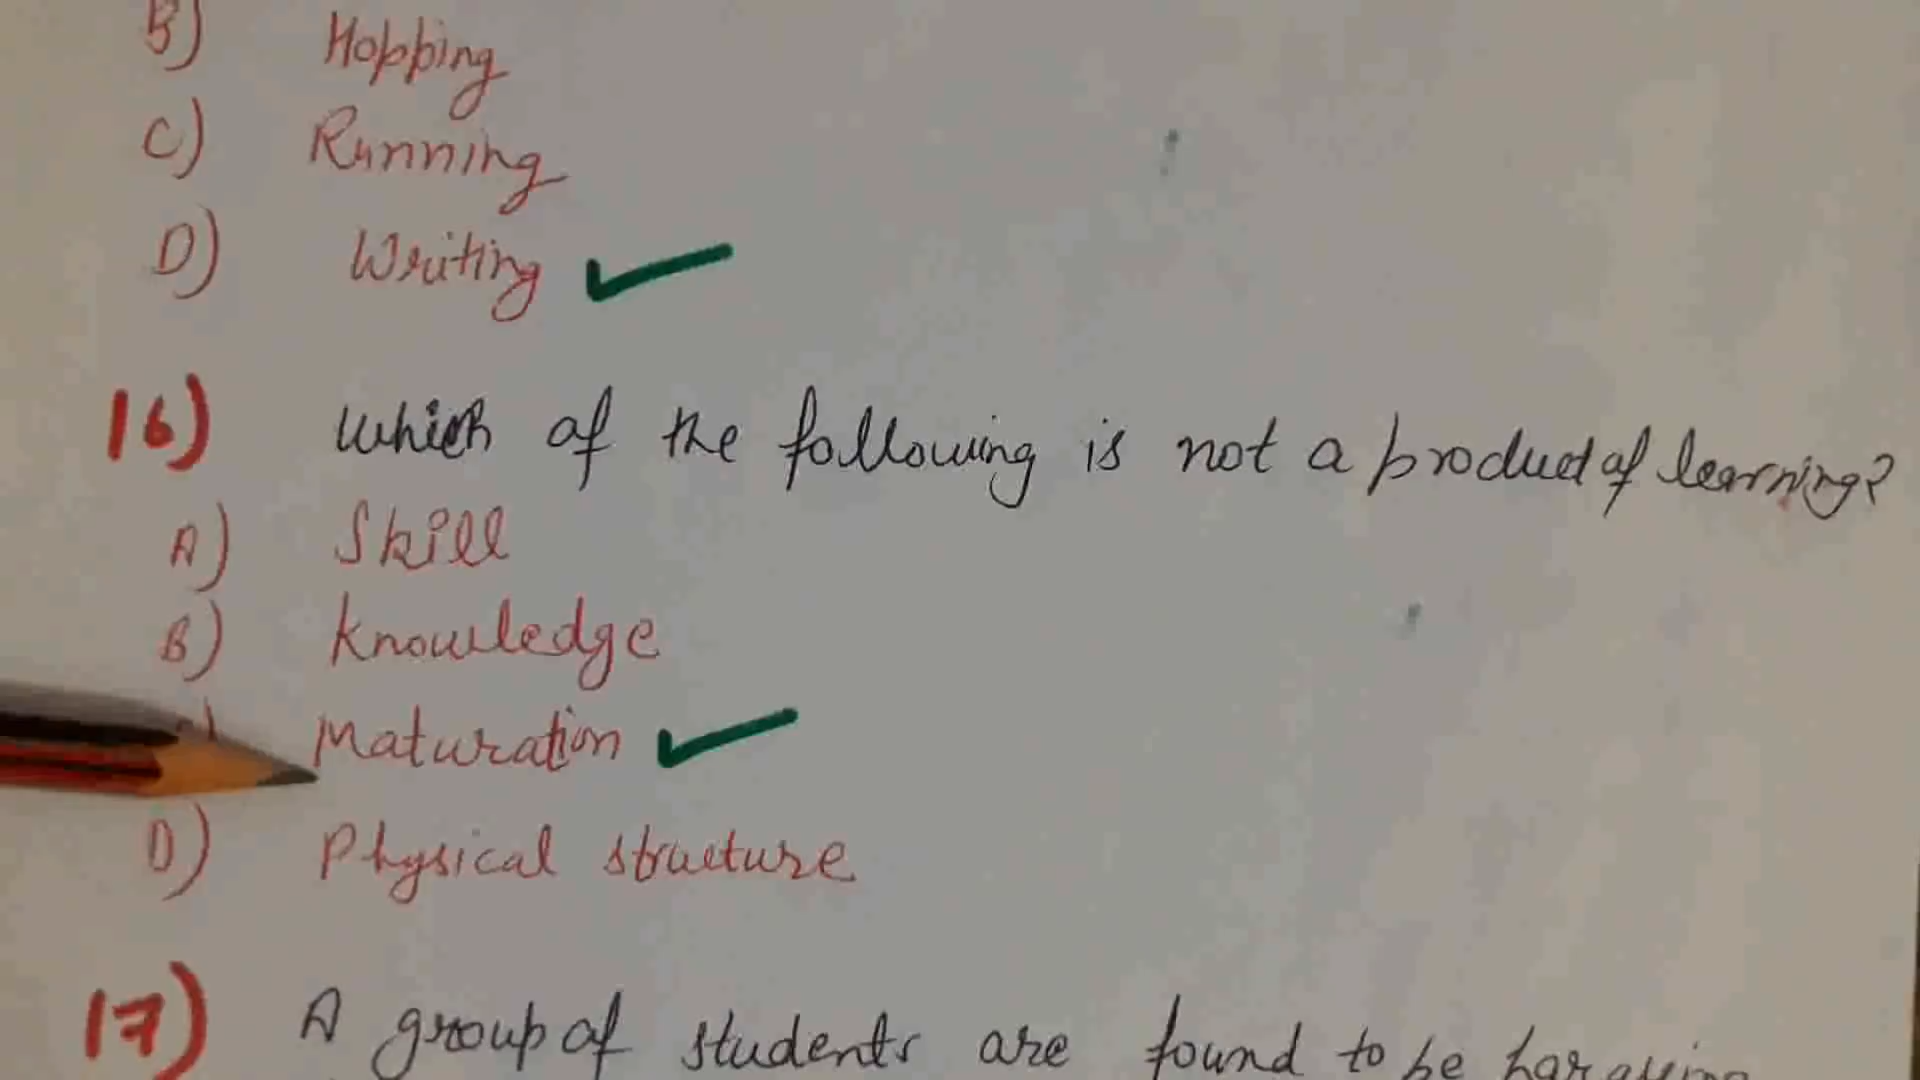 B) Hopping
C) Running
D) Writing
16) Which of the following is not a product of learning?
A) Skill
B) Knowledge
Maturation
D) Physical structure
17) A group of students are found to be